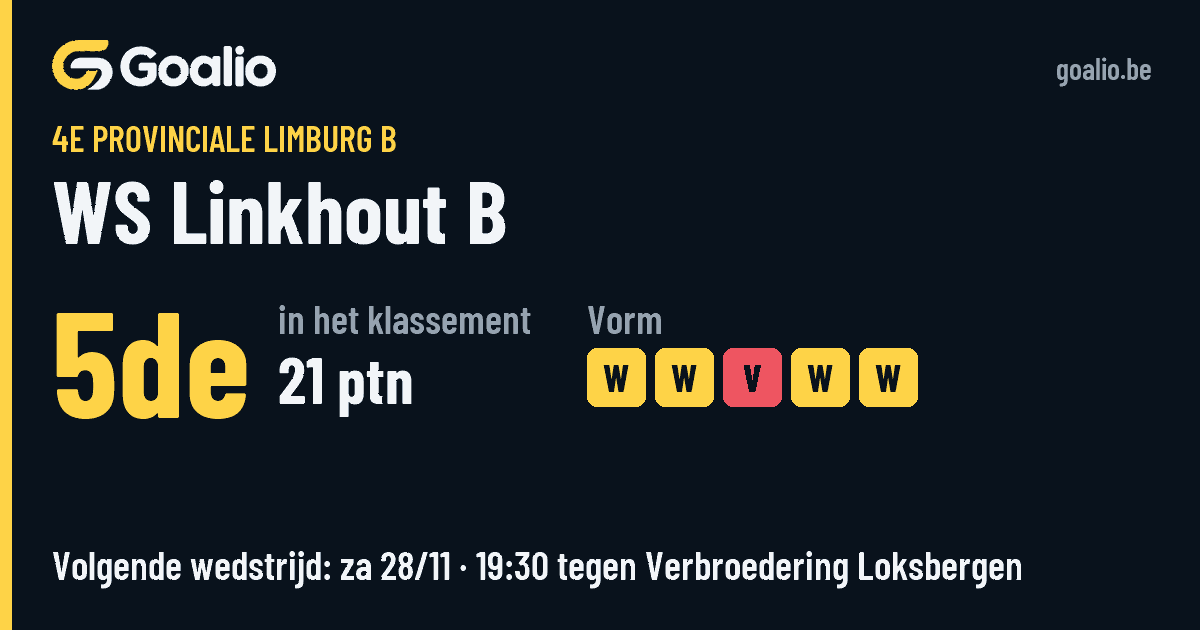 Goalio
goalio.be
4E PROVINCIALE LIMBURG B
WS Linkhout B
5de
in het klassement
21 ptn
Vorm
W W V W W
Volgende wedstrijd: za 28/11 · 19:30 tegen Verbroedering Loksbergen